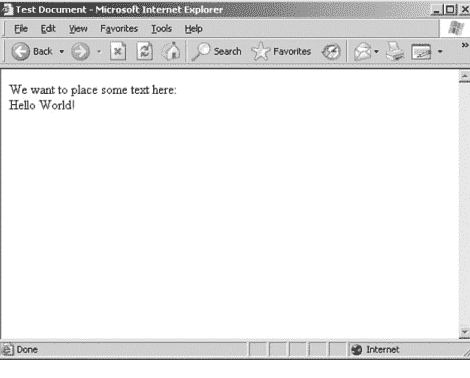 Test Document - Microsoft Internet Explorer
File Edit View Favorites Tools Help
Back Search Favorites »
We want to place some text here:
Hello World!
Done Internet